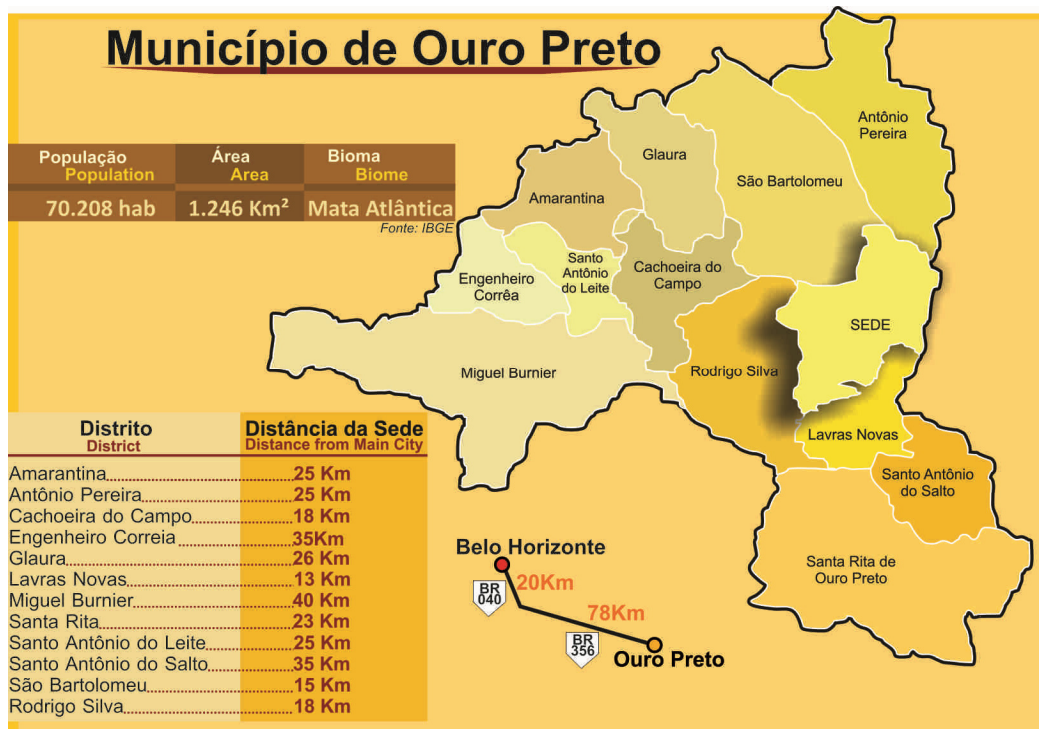 Município de Ouro Preto
População
Population
Área
Area
Bioma
Biome
70.208 hab
1.246 Km²
Mata Atlântica
Fonte: IBGE
Antônio
Pereira
Glaura
São Bartolomeu
Amarantina
Santo
Antônio
do Leite
Cachoeira do
Campo
Engenheiro
Corrêa
SEDE
Miguel Burnier
Rodrigo Silva
Lavras Novas
Santo Antônio
do Salto
Santa Rita de
Ouro Preto
Distrito
District
Distância da Sede
Distance from Main City
Amarantina 25 Km
Antônio Pereira 25 Km
Cachoeira do Campo 18 Km
Engenheiro Correia 35Km
Glaura 26 Km
Lavras Novas 13 Km
Miguel Burnier 40 Km
Santa Rita 23 Km
Santo Antônio do Leite 25 Km
Santo Antônio do Salto 35 Km
São Bartolomeu 15 Km
Rodrigo Silva 18 Km
Belo Horizonte
20Km
BR
040
78Km
BR
356
Ouro Preto